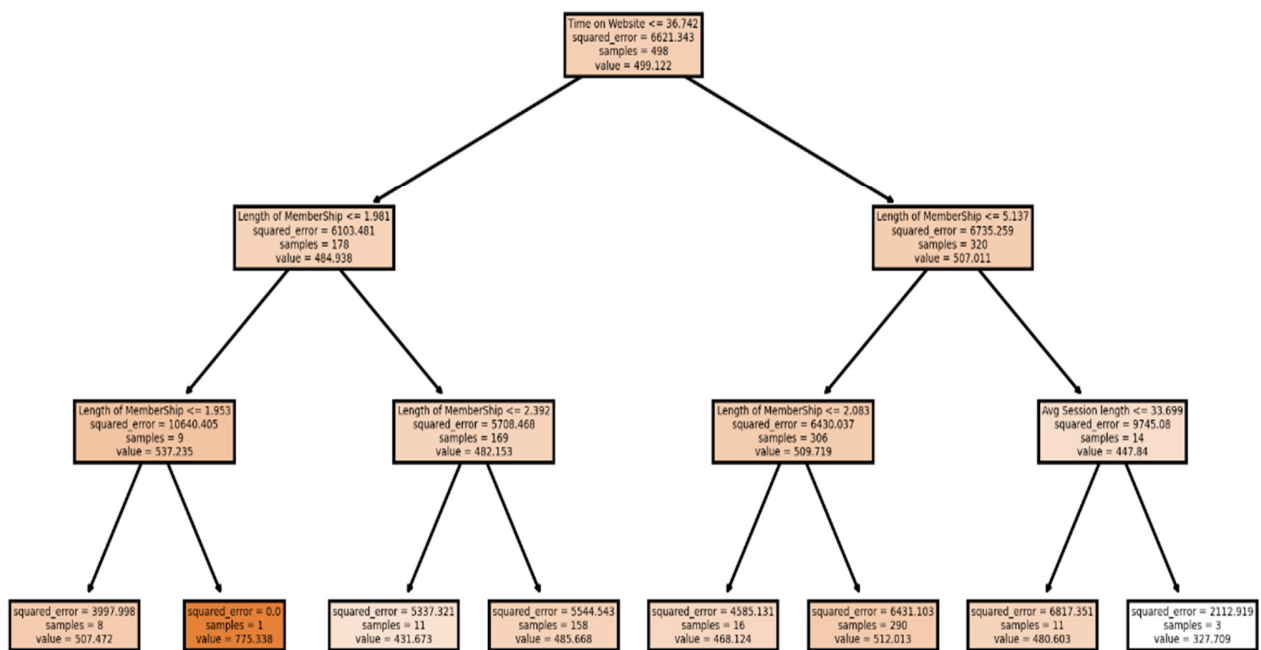 Time on Website <= 36.742
squared_error = 6621.343
samples = 498
value = 499.122
Length of MemberShip <= 1.981
squared_error = 6103.481
samples = 178
value = 484.938
Length of MemberShip <= 5.137
squared_error = 6735.259
samples = 320
value = 507.011
Length of MemberShip <= 1.953
squared_error = 10640.405
samples = 9
value = 537.235
Length of MemberShip <= 2.392
squared_error = 5708.468
samples = 169
value = 482.153
Length of MemberShip <= 2.083
squared_error = 6430.037
samples = 306
value = 509.719
Avg Session length <= 33.699
squared_error = 9745.08
samples = 14
value = 447.84
squared_error = 3997.998
samples = 8
value = 507.472
squared_error = 0.0
samples = 1
value = 775.338
squared_error = 5337.321
samples = 11
value = 431.673
squared_error = 5544.543
samples = 158
value = 485.668
squared_error = 4585.131
samples = 16
value = 468.124
squared_error = 6431.103
samples = 290
value = 512.013
squared_error = 6817.351
samples = 11
value = 480.603
squared_error = 2112.919
samples = 3
value = 327.709